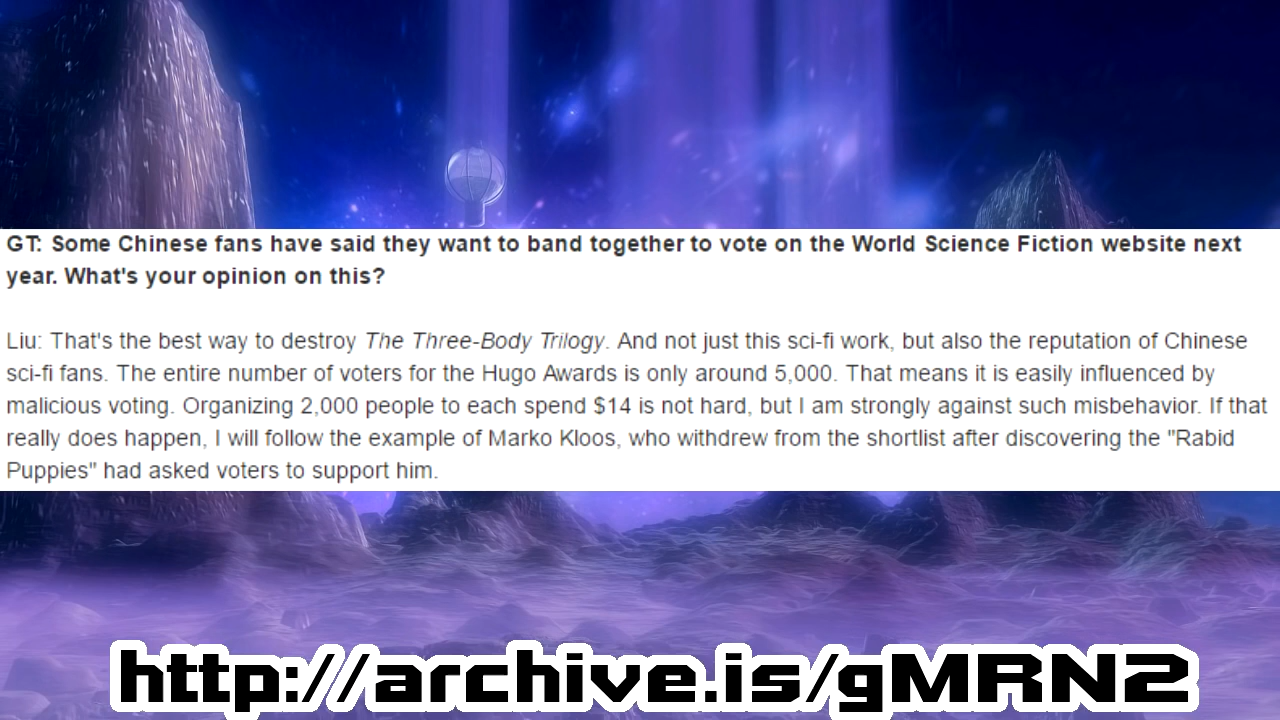 GT: Some Chinese fans have said they want to band together to vote on the World Science Fiction website next
year. What's your opinion on this?
Liu: That's the best way to destroy The Three-Body Trilogy. And not just this sci-fi work, but also the reputation of Chinese
sci-fi fans. The entire number of voters for the Hugo Awards is only around 5,000. That means it is easily influenced by
malicious voting. Organizing 2,000 people to each spend $14 is not hard, but I am strongly against such misbehavior. If that
really does happen, I will follow the example of Marko Kloos, who withdrew from the shortlist after discovering the "Rabid
Puppies" had asked voters to support him.
http://archive.is/gMRN2